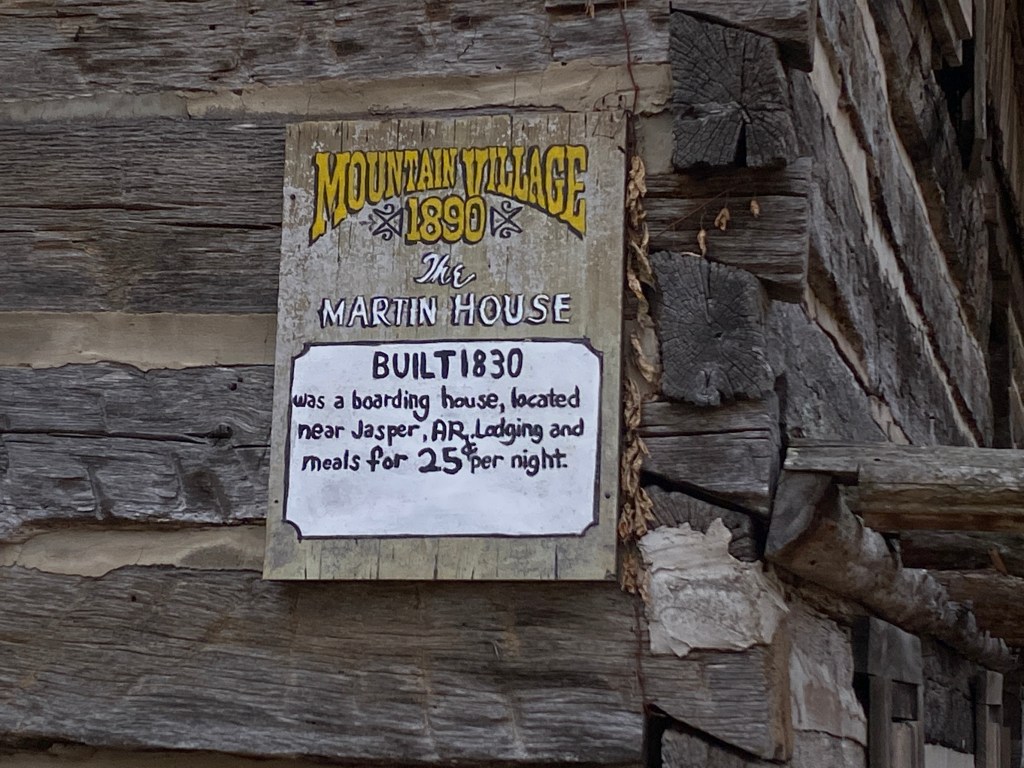 MOUNTAIN VILLAGE
1890
The
MARTIN HOUSE
BUILT 1830
was a boarding house, located
near Jasper, AR. Lodging and
meals for 25¢ per night.